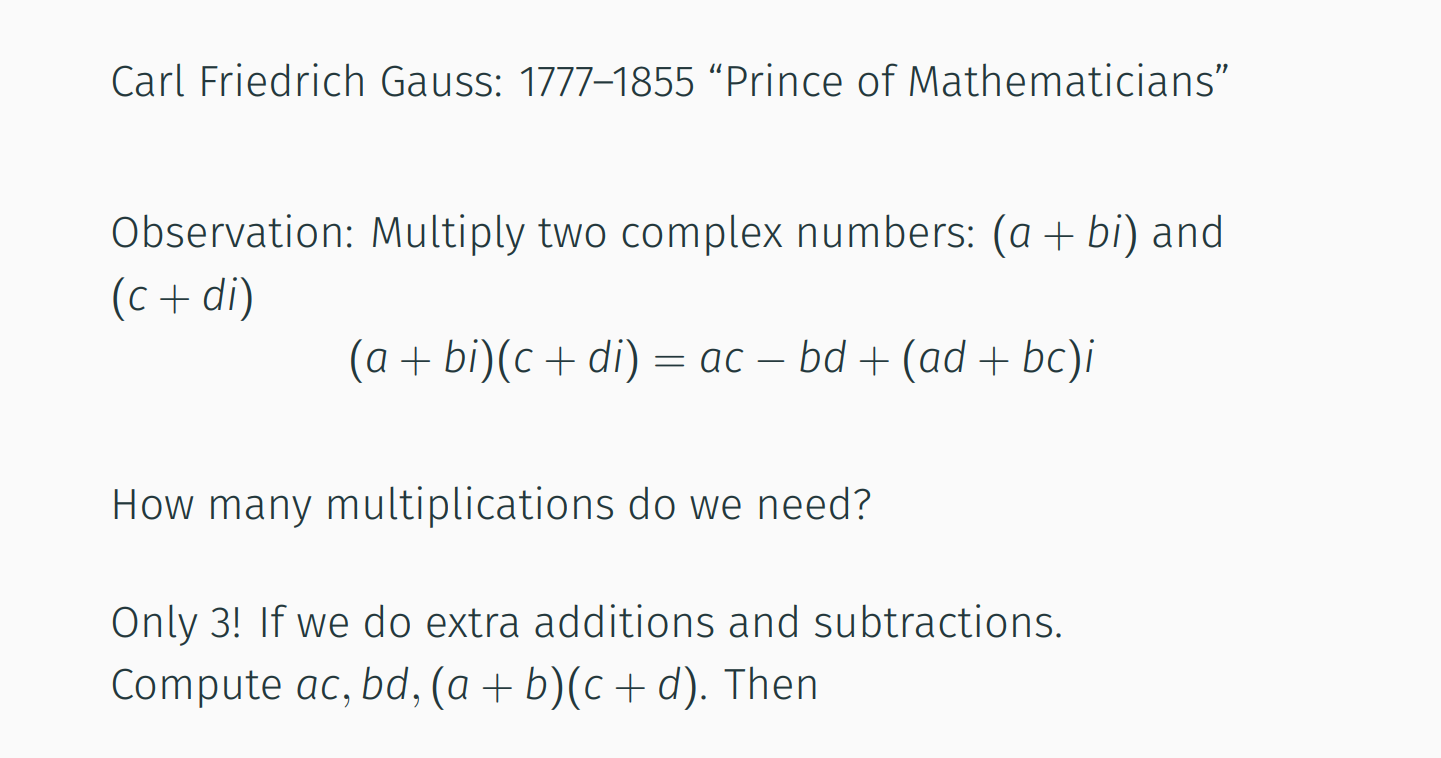 Carl Friedrich Gauss: 1777–1855 “Prince of Mathematicians”
Observation: Multiply two complex numbers: (a + bi) and
(c + di)
(a + bi)(c + di) = ac − bd + (ad + bc)i
How many multiplications do we need?
Only 3! If we do extra additions and subtractions.
Compute ac, bd, (a + b)(c + d). Then